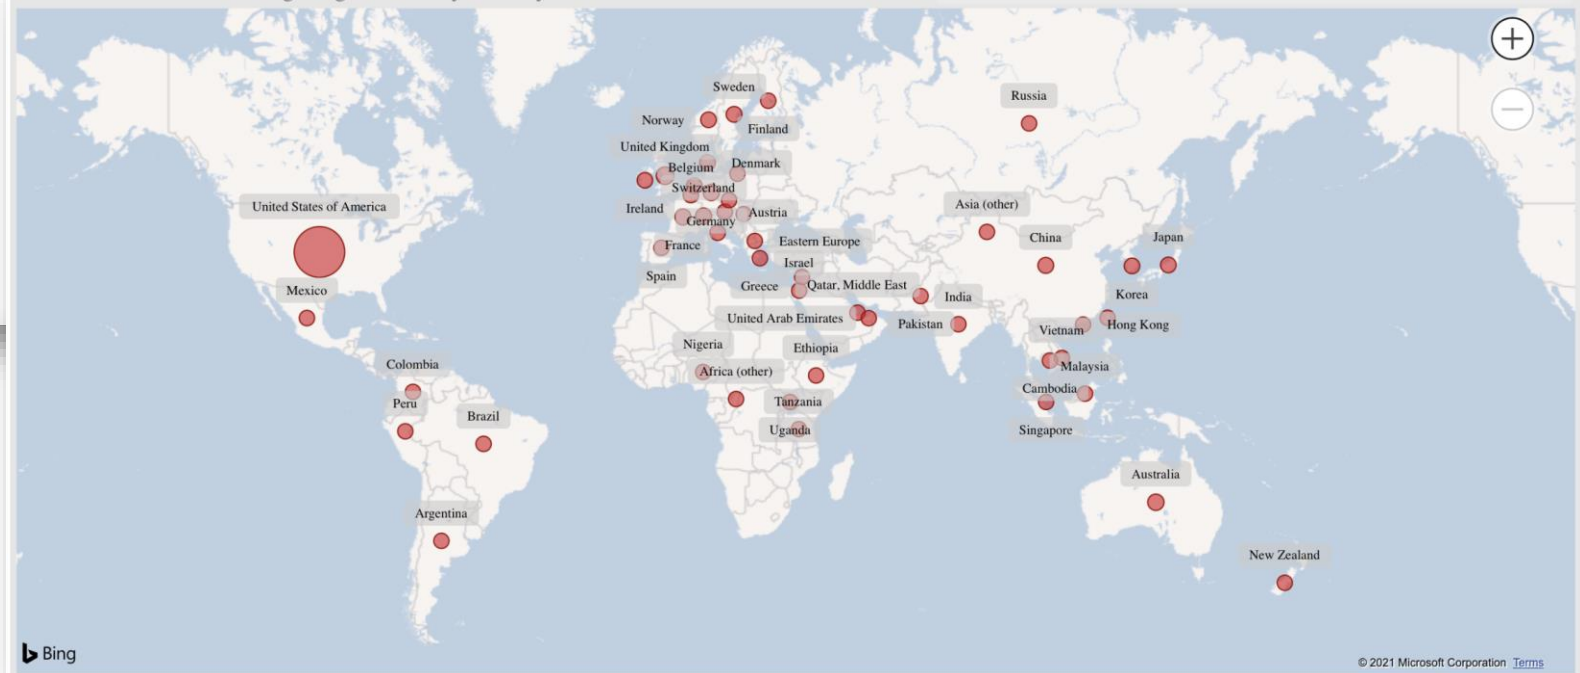 Sweden
Russia
Norway
Finland
United Kingdom
Belgium
Denmark
Switzerland
United States of America
Asia (other)
Ireland
Austria
Germany
China
Japan
Eastern Europe
France
Israel
Spain
Greece
Qatar, Middle East
Mexico
India
Korea
United Arab Emirates
Pakistan
Vietnam
Hong Kong
Nigeria
Ethiopia
Colombia
Africa (other)
Malaysia
Cambodia
Peru
Tanzania
Brazil
Uganda
Singapore
Australia
Argentina
New Zealand
Bing
© 2021 Microsoft Corporation Terms